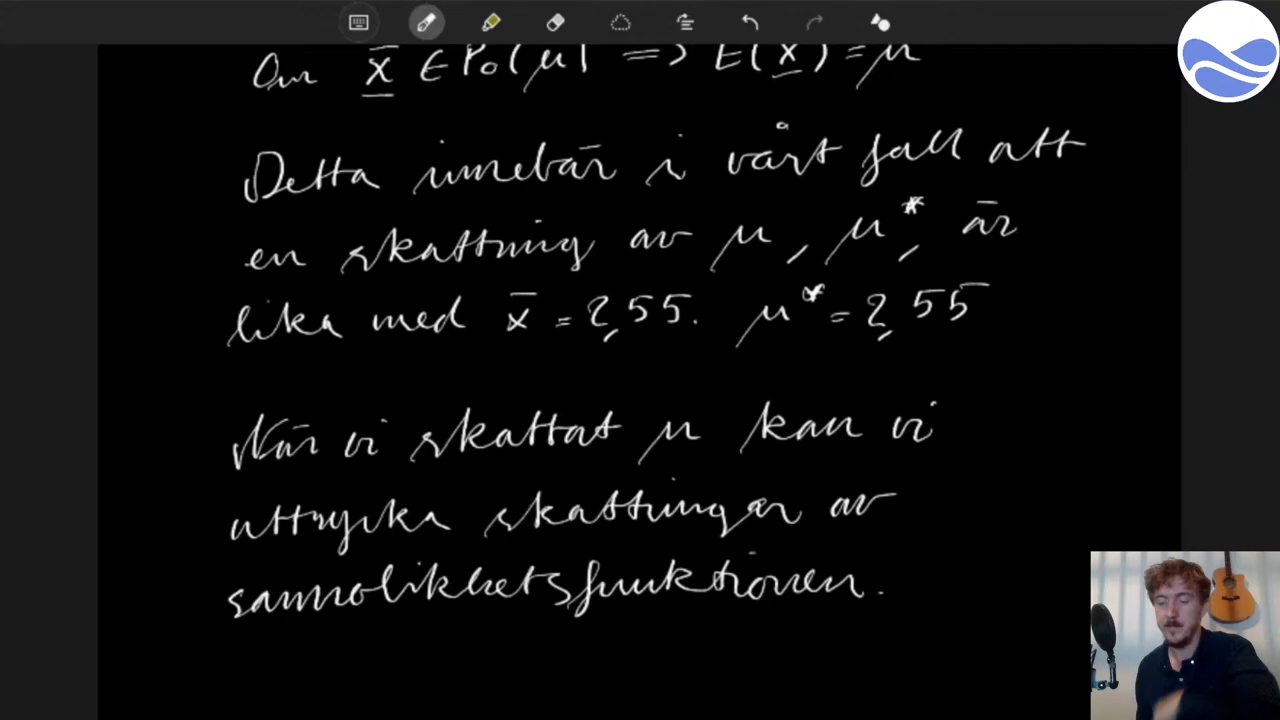 Om X̄ ∈ Po(μ) => E(X) = μ
Detta innebär i vårt fall att
en skattning av μ, μ*, är
lika med x̄ = 2,55. μ* = 2,55
När vi skattat μ kan vi
uttrycka skattningar av
sannolikhetsfunktionen.